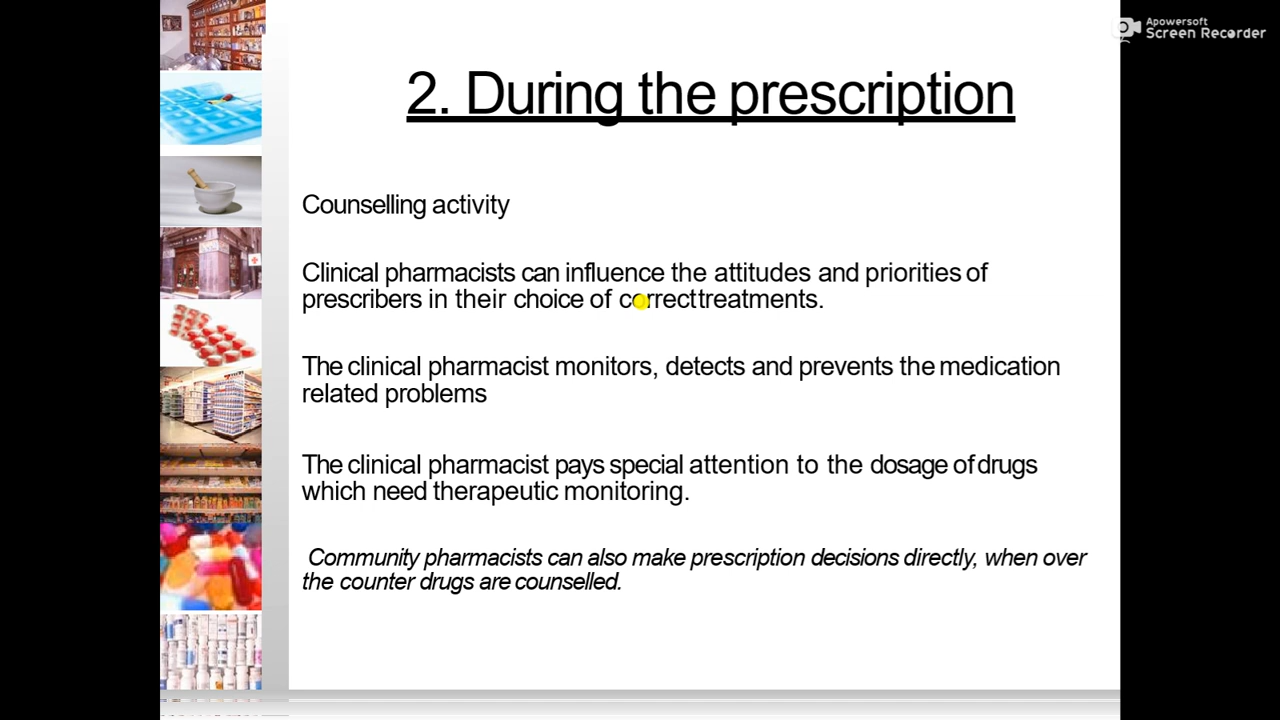 Apowersoft
Screen Recorder
2. During the prescription
Counselling activity
Clinical pharmacists can influence the attitudes and priorities of
prescribers in their choice of correct treatments.
The clinical pharmacist monitors, detects and prevents the medication
related problems
The clinical pharmacist pays special attention to the dosage of drugs
which need therapeutic monitoring.
Community pharmacists can also make prescription decisions directly, when over
the counter drugs are counselled.